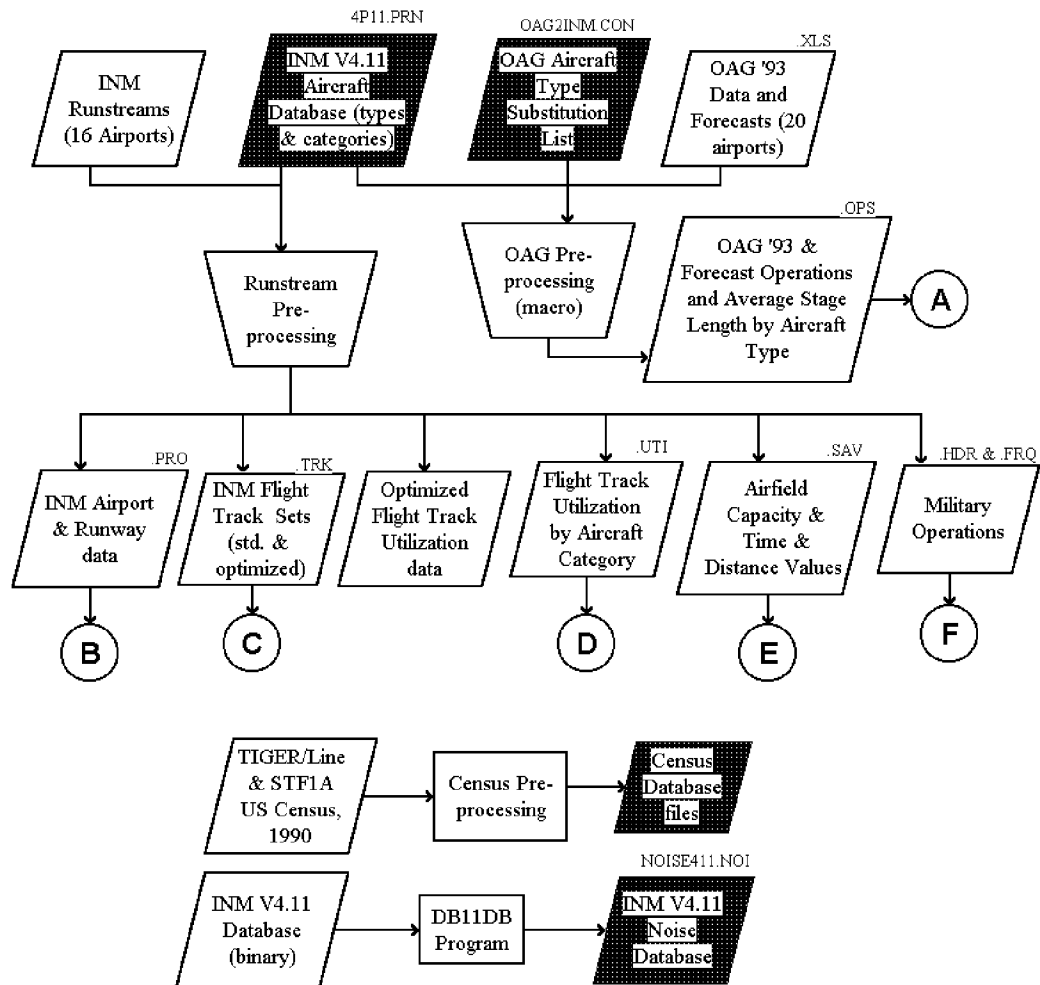 4P11.PRN
OAG2INM.CON
.XLS
INM
Runstreams
(16 Airports)
INM V4.11
Aircraft
Database (types
& categories)
OAG Aircraft
Type
Substitution
List
OAG '93
Data and
Forecasts (20
airports)
.OPS
Runstream
Pre-
processing
OAG Pre-
processing
(macro)
OAG '93 &
Forecast Operations
and Average Stage
Length by Aircraft
Type
A
.PRO
.TRK
.UTI
.SAV
.HDR & .FRQ
INM Airport
& Runway
data
INM Flight
Track Sets
(std. &
optimized)
Optimized
Flight Track
Utilization
data
Flight Track
Utilization
by Aircraft
Category
Airfield
Capacity &
Time &
Distance Values
Military
Operations
B
C
D
E
F
TIGER/Line
& STF1A
US Census,
1990
Census Pre-
processing
Census
Database
files
NOISE411.NOI
INM V4.11
Database
(binary)
DB11DB
Program
INM V4.11
Noise
Database